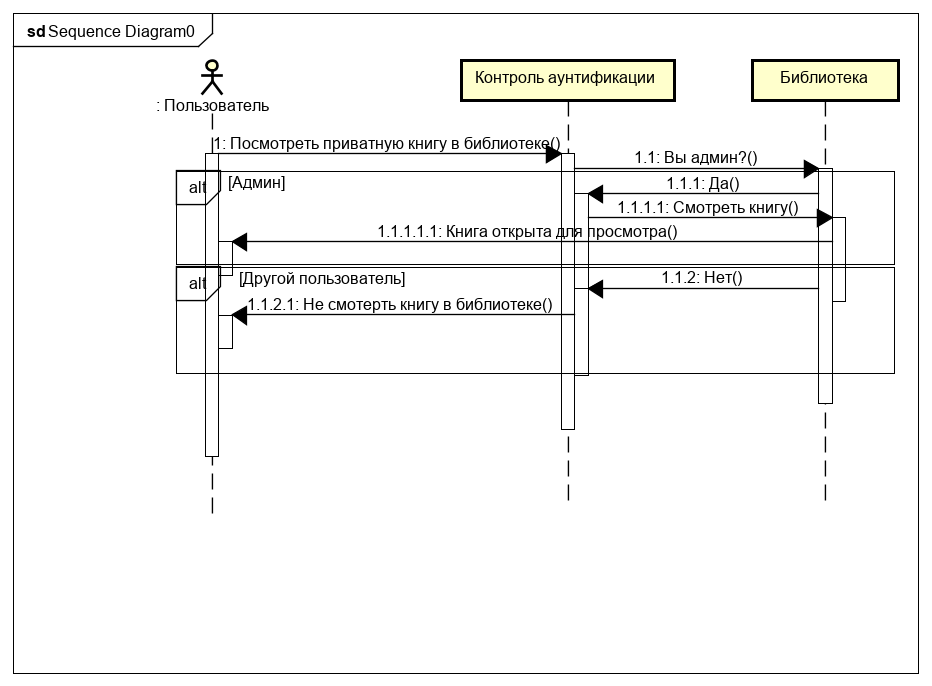 sd Sequence Diagram0
: Пользователь
Контроль аунтификации
Библиотека
1: Посмотреть приватную книгу в библиотеке()
1.1: Вы админ?()
alt
[Админ]
1.1.1: Да()
1.1.1.1: Смотреть книгу()
1.1.1.1.1: Книга открыта для просмотра()
alt
[Другой пользователь]
1.1.2: Нет()
1.1.2.1: Не смотерть книгу в библиотеке()